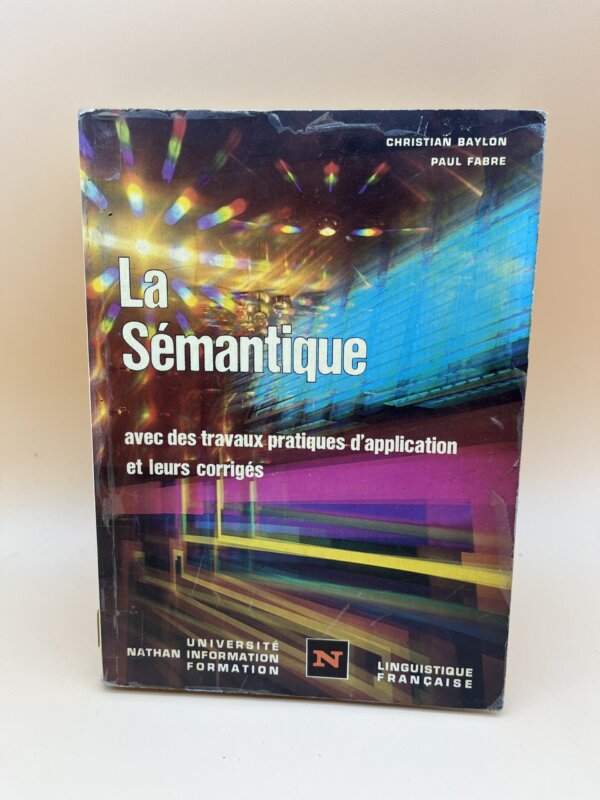 CHRISTIAN BAYLON
PAUL FABRE
La
Sémantique
avec des travaux pratiques d'application
et leurs corrigés
UNIVERSITÉ
NATHAN INFORMATION
FORMATION
N
LINGUISTIQUE
FRANÇAISE